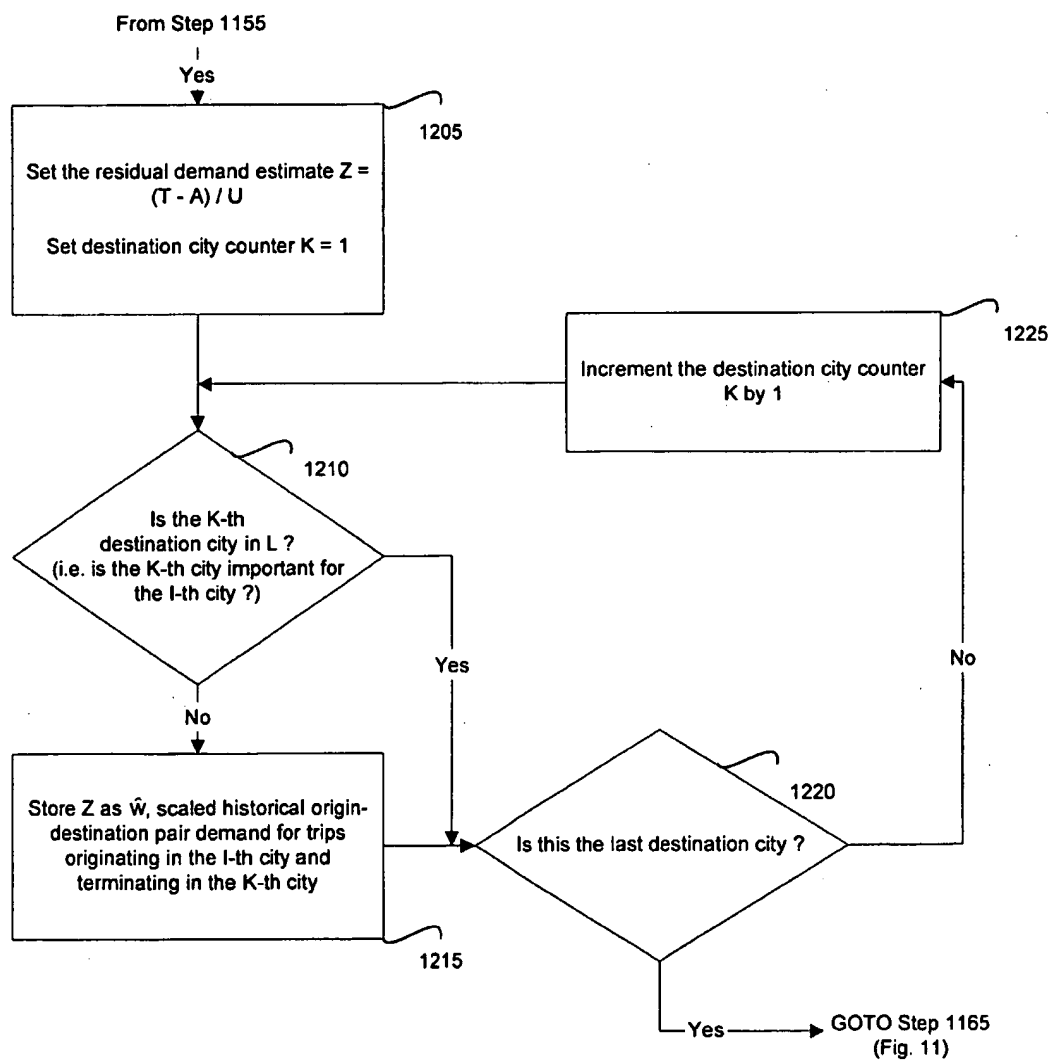 From Step 1155
Yes
1205
Set the residual demand estimate Z =
(T - A) / U
Set destination city counter K = 1
1225
Increment the destination city counter
K by 1
1210
Is the K-th
destination city in L ?
(i.e. is the K-th city important for
the I-th city ?)
Yes
No
No
1220
Store Z as ŵ, scaled historical origin-
destination pair demand for trips
originating in the I-th city and
terminating in the K-th city
Is this the last destination city ?
1215
Yes
GOTO Step 1165
(Fig. 11)